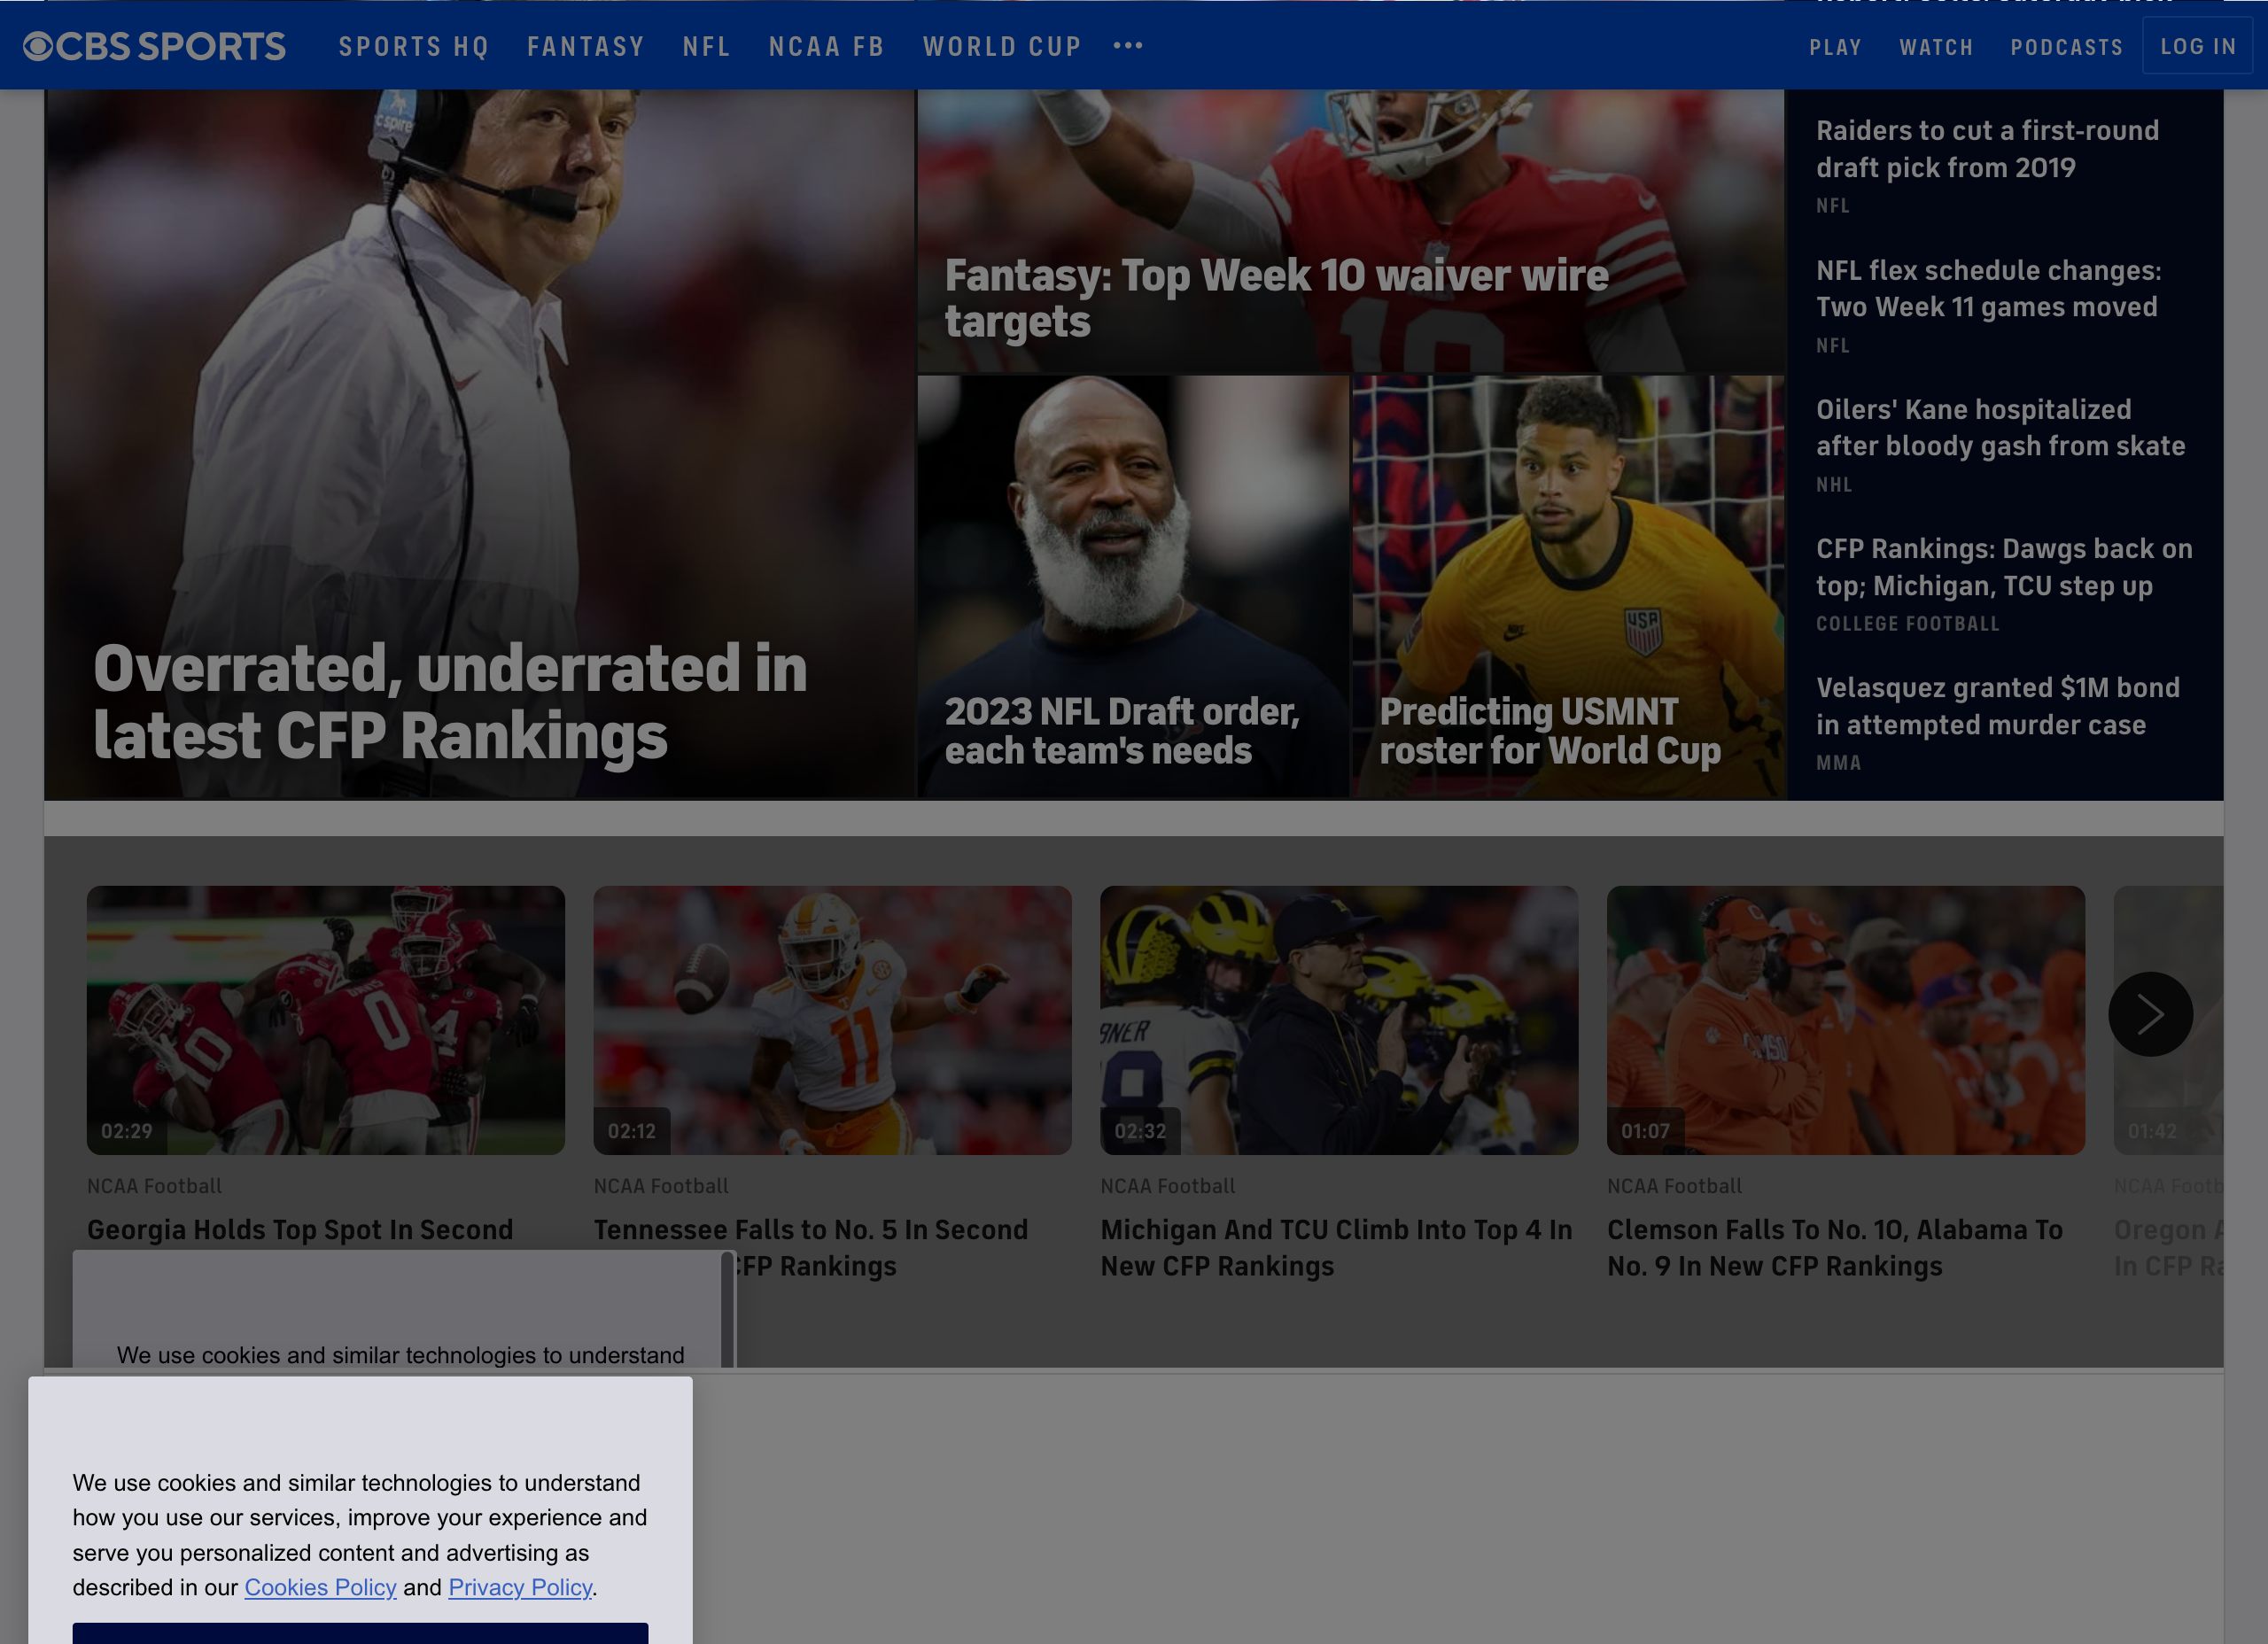 CBS SPORTS
SPORTS HQ
FANTASY
NFL
NCAA FB
WORLD CUP
PLAY
WATCH
PODCASTS
LOG IN
C spire
Overrated, underrated in
latest CFP Rankings
Fantasy: Top Week 10 waiver wire
targets
2023 NFL Draft order,
each team's needs
USA
Predicting USMNT
roster for World Cup
Raiders to cut a first-round
draft pick from 2019
NFL
NFL flex schedule changes:
Two Week 11 games moved
NFL
Oilers' Kane hospitalized
after bloody gash from skate
NHL
CFP Rankings: Dawgs back on
top; Michigan, TCU step up
COLLEGE FOOTBALL
Velasquez granted $1M bond
in attempted murder case
MMA
10
DAVIS
0
02:29
NCAA Football
Georgia Holds Top Spot In Second
11
02:12
NCAA Football
Tennessee Falls to No. 5 In Second
CFP Rankings
02:32
NCAA Football
Michigan And TCU Climb Into Top 4 In
New CFP Rankings
01:07
NCAA Football
Clemson Falls To No. 10, Alabama To
No. 9 In New CFP Rankings
01:42
NCAA
Oregon
In CFP
We use cookies and similar technologies to understand
We use cookies and similar technologies to understand
how you use our services, improve your experience and
serve you personalized content and advertising as
described in our Cookies Policy and Privacy Policy.